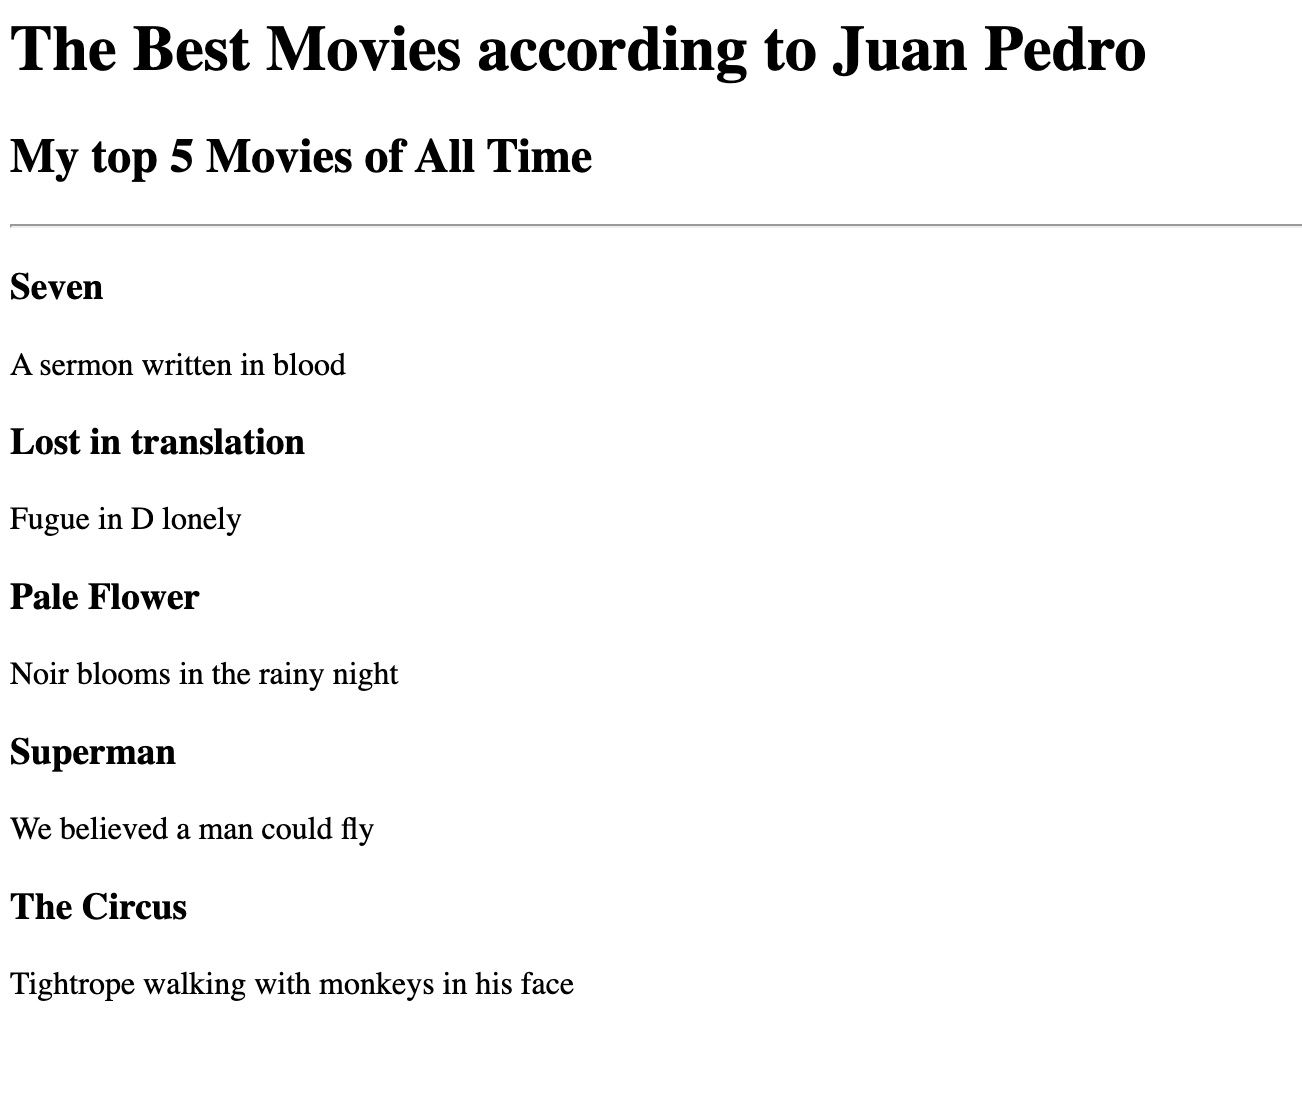 The Best Movies according to Juan Pedro
My top 5 Movies of All Time
Seven
A sermon written in blood
Lost in translation
Fugue in D lonely
Pale Flower
Noir blooms in the rainy night
Superman
We believed a man could fly
The Circus
Tightrope walking with monkeys in his face